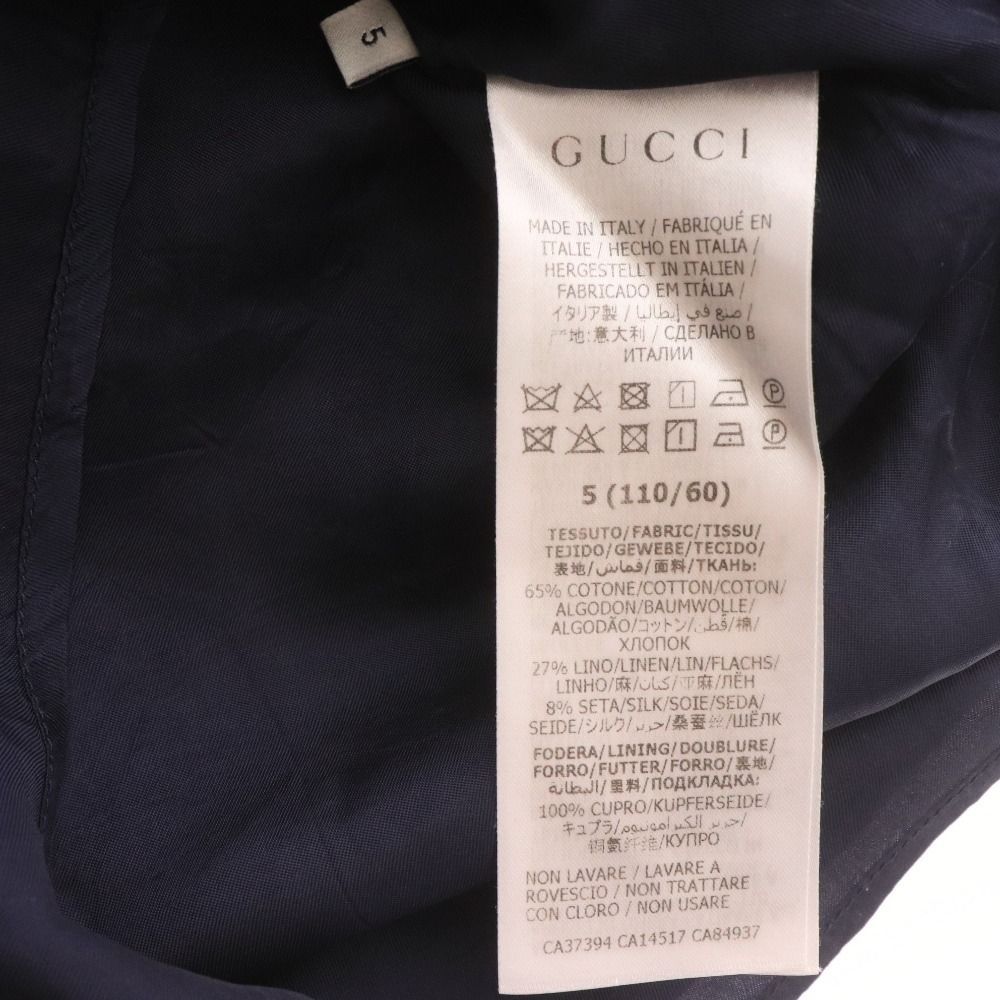 5
GUCCI
MADE IN ITALY / FABRIQUÉ EN
ITALIE / HECHO EN ITALIA /
HERGESTELLT IN ITALIEN /
FABRICADO EM ITÁLIA /
イタリア製 / صنع في إيطاليا /
产地:意大利 / СДЕЛАНО В
ИТАЛИИ
P
P
5 (110/60)
TESSUTO/FABRIC/TISSU/
TEJIDO/GEWEBE/TECIDO/
表地/قماش/面料/ТКАНЬ:
65% COTONE/COTTON/COTON/
ALGODON/BAUMWOLLE/
ALGODÃO/コットン/قطن/棉/
ХЛОПОК
27% LINO/LINEN/LIN/FLACHS/
LINHO/麻/كتان/亚麻/ЛЁН
8% SETA/SILK/SOIE/SEDA/
SEIDE/シルク/حرير/桑蚕丝/ШЁЛК
FODERA/LINING/DOUBLURE/
FORRO/FUTTER/FORRO/裏地/
البطانة/里料/ПОДКЛАДКА:
100% CUPRO/KUPFERSEIDE/
キュプラ/حرير الكبرامونيوم/
铜氨纤维/КУПРО
NON LAVARE / LAVARE A
ROVESCIO / NON TRATTARE
CON CLORO / NON USARE
CA37394 CA14517 CA84937